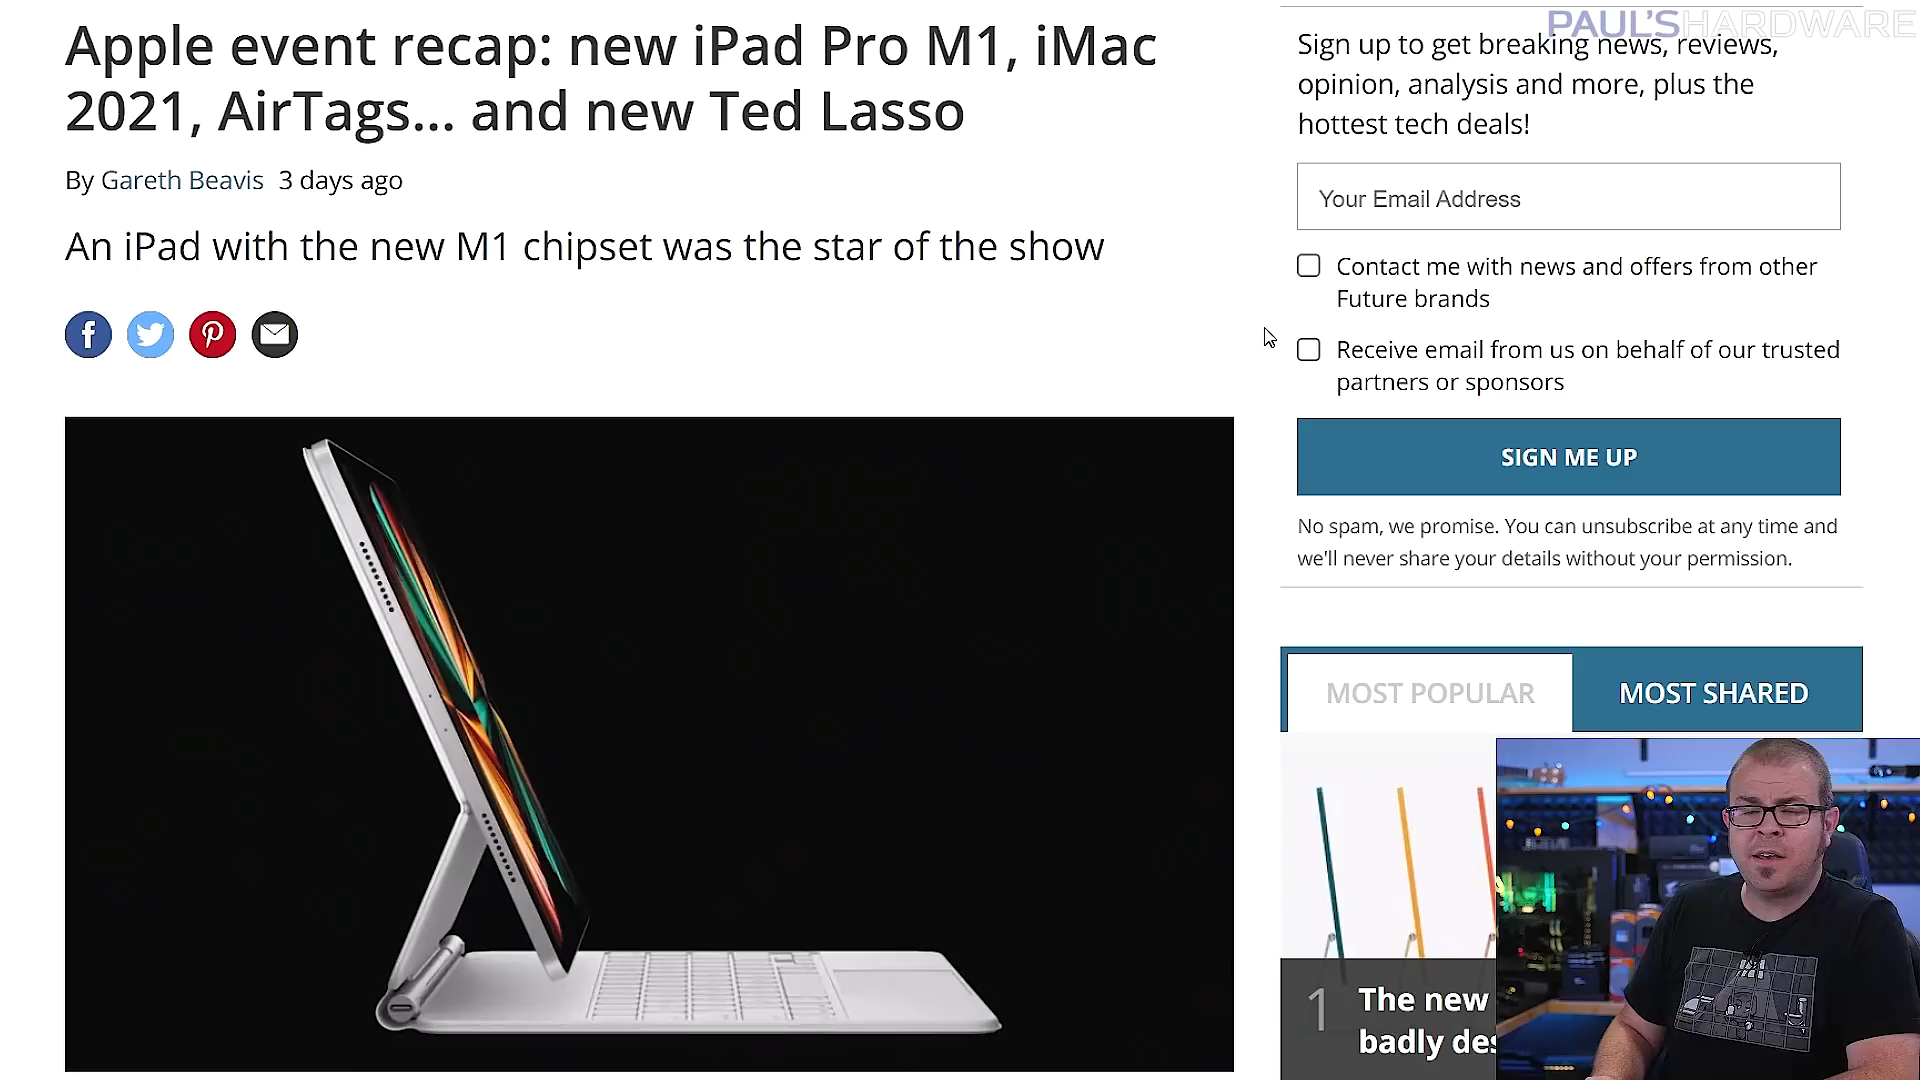 PAUL'SHARDWARE
Apple event recap: new iPad Pro M1, iMac
2021, AirTags... and new Ted Lasso
By Gareth Beavis 3 days ago
An iPad with the new M1 chipset was the star of the show
Sign up to get breaking news, reviews,
opinion, analysis and more, plus the
hottest tech deals!
Your Email Address
Contact me with news and offers from other
Future brands
Receive email from us on behalf of our trusted
partners or sponsors
SIGN ME UP
No spam, we promise. You can unsubscribe at any time and
we'll never share your details without your permission.
MOST POPULAR
MOST SHARED
1
The new
badly des